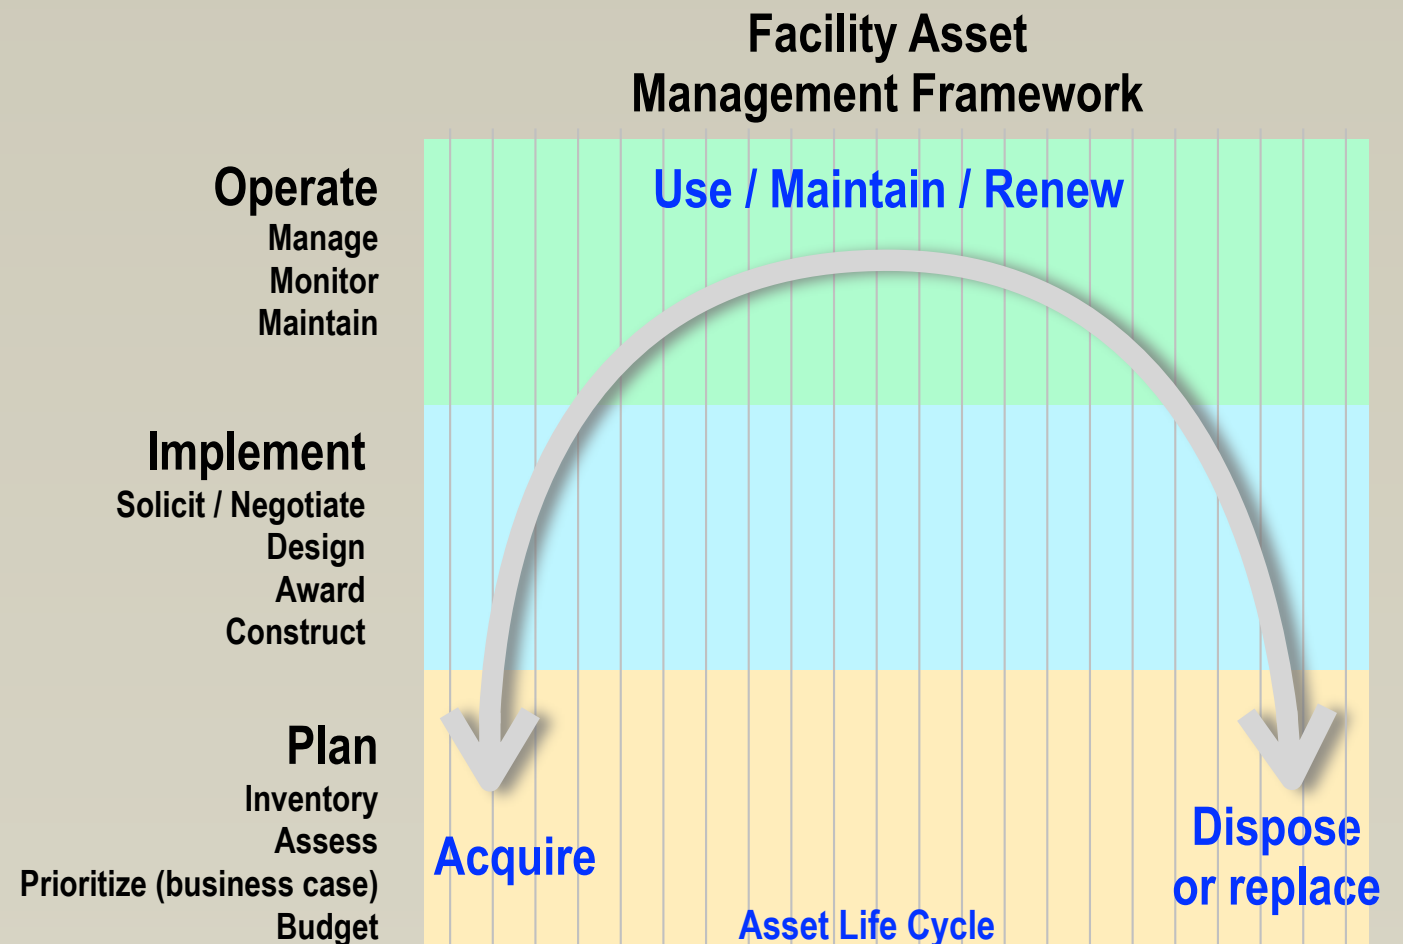 Facility Asset
Management Framework
Operate
Manage
Monitor
Maintain
Use / Maintain / Renew
Implement
Solicit / Negotiate
Design
Award
Construct
Plan
Inventory
Assess
Prioritize (business case)
Budget
Acquire
Dispose
or replace
Asset Life Cycle